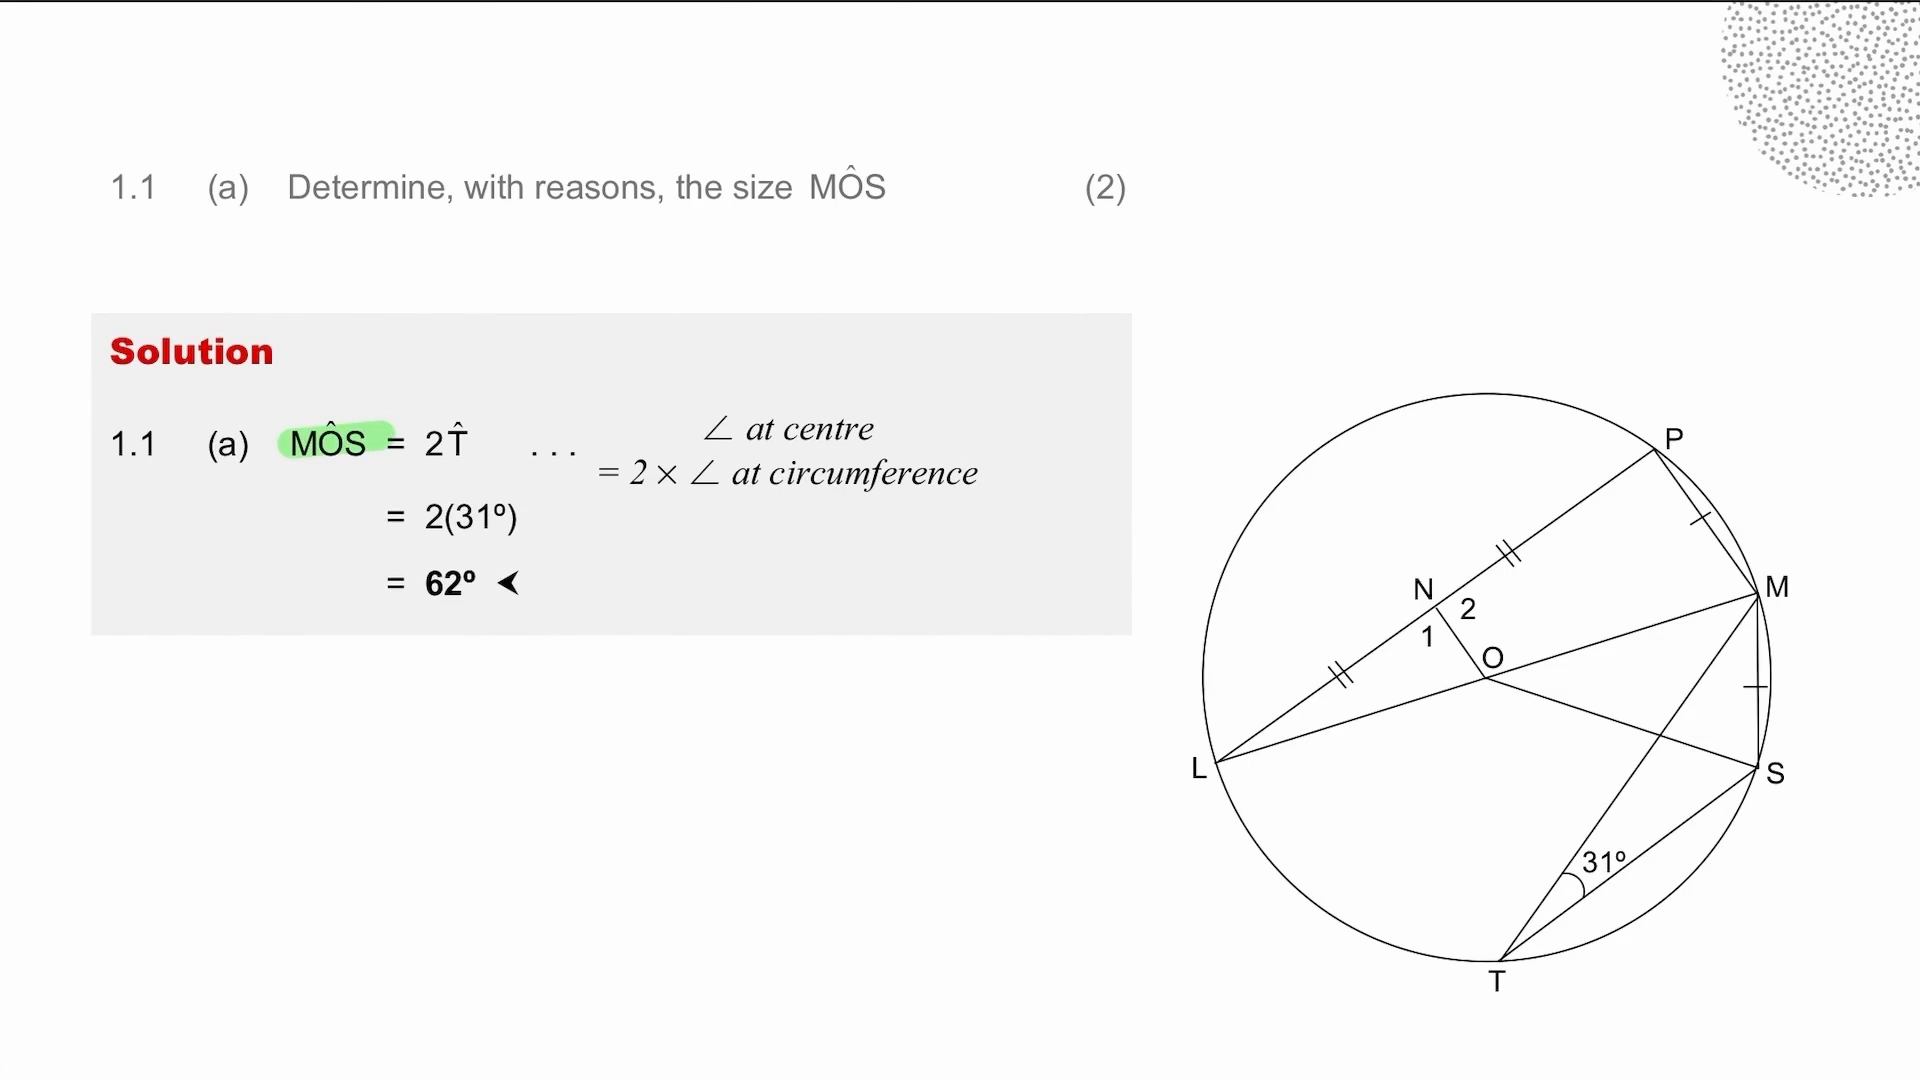 1.1 (a) Determine, with reasons, the size MÔS (2)
Solution
1.1 (a) MÔS = 2T̂ . . . ∠ at centre
= 2 × ∠ at circumference
= 2(31º)
= 62º ⮜
P
M
N
2
1
O
L
S
31º
T